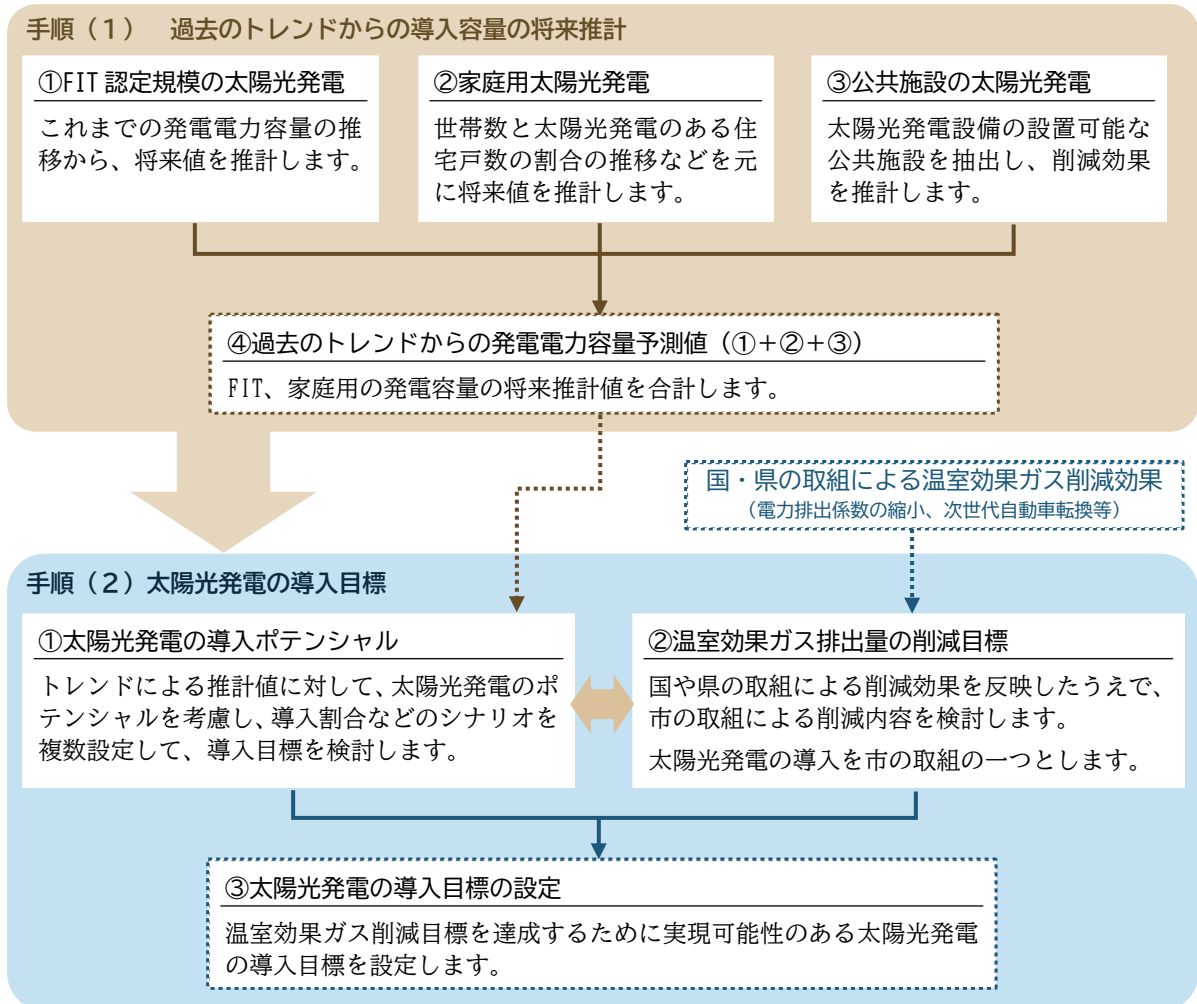 手順(1) 過去のトレンドからの導入容量の将来推計
①FIT 認定規模の太陽光発電
これまでの発電電力容量の推
移から、将来値を推計します。
②家庭用太陽光発電
世帯数と太陽光発電のある住
宅戸数の割合の推移などを元
に将来値を推計します。
③公共施設の太陽光発電
太陽光発電設備の設置可能な
公共施設を抽出し、削減効果
を推計します。
④過去のトレンドからの発電電力容量予測値(①+②+③)
FIT、家庭用の発電容量の将来推計値を合計します。
国・県の取組による温室効果ガス削減効果
(電力排出係数の縮小、次世代自動車転換等)
手順(2)太陽光発電の導入目標
①太陽光発電の導入ポテンシャル
トレンドによる推計値に対して、太陽光発電のポ
テンシャルを考慮し、導入割合などのシナリオを
複数設定して、導入目標を検討します。
②温室効果ガス排出量の削減目標
国や県の取組による削減効果を反映したうえで、
市の取組による削減内容を検討します。
太陽光発電の導入を市の取組の一つとします。
③太陽光発電の導入目標の設定
温室効果ガス削減目標を達成するために実現可能性のある太陽光発電
の導入目標を設定します。